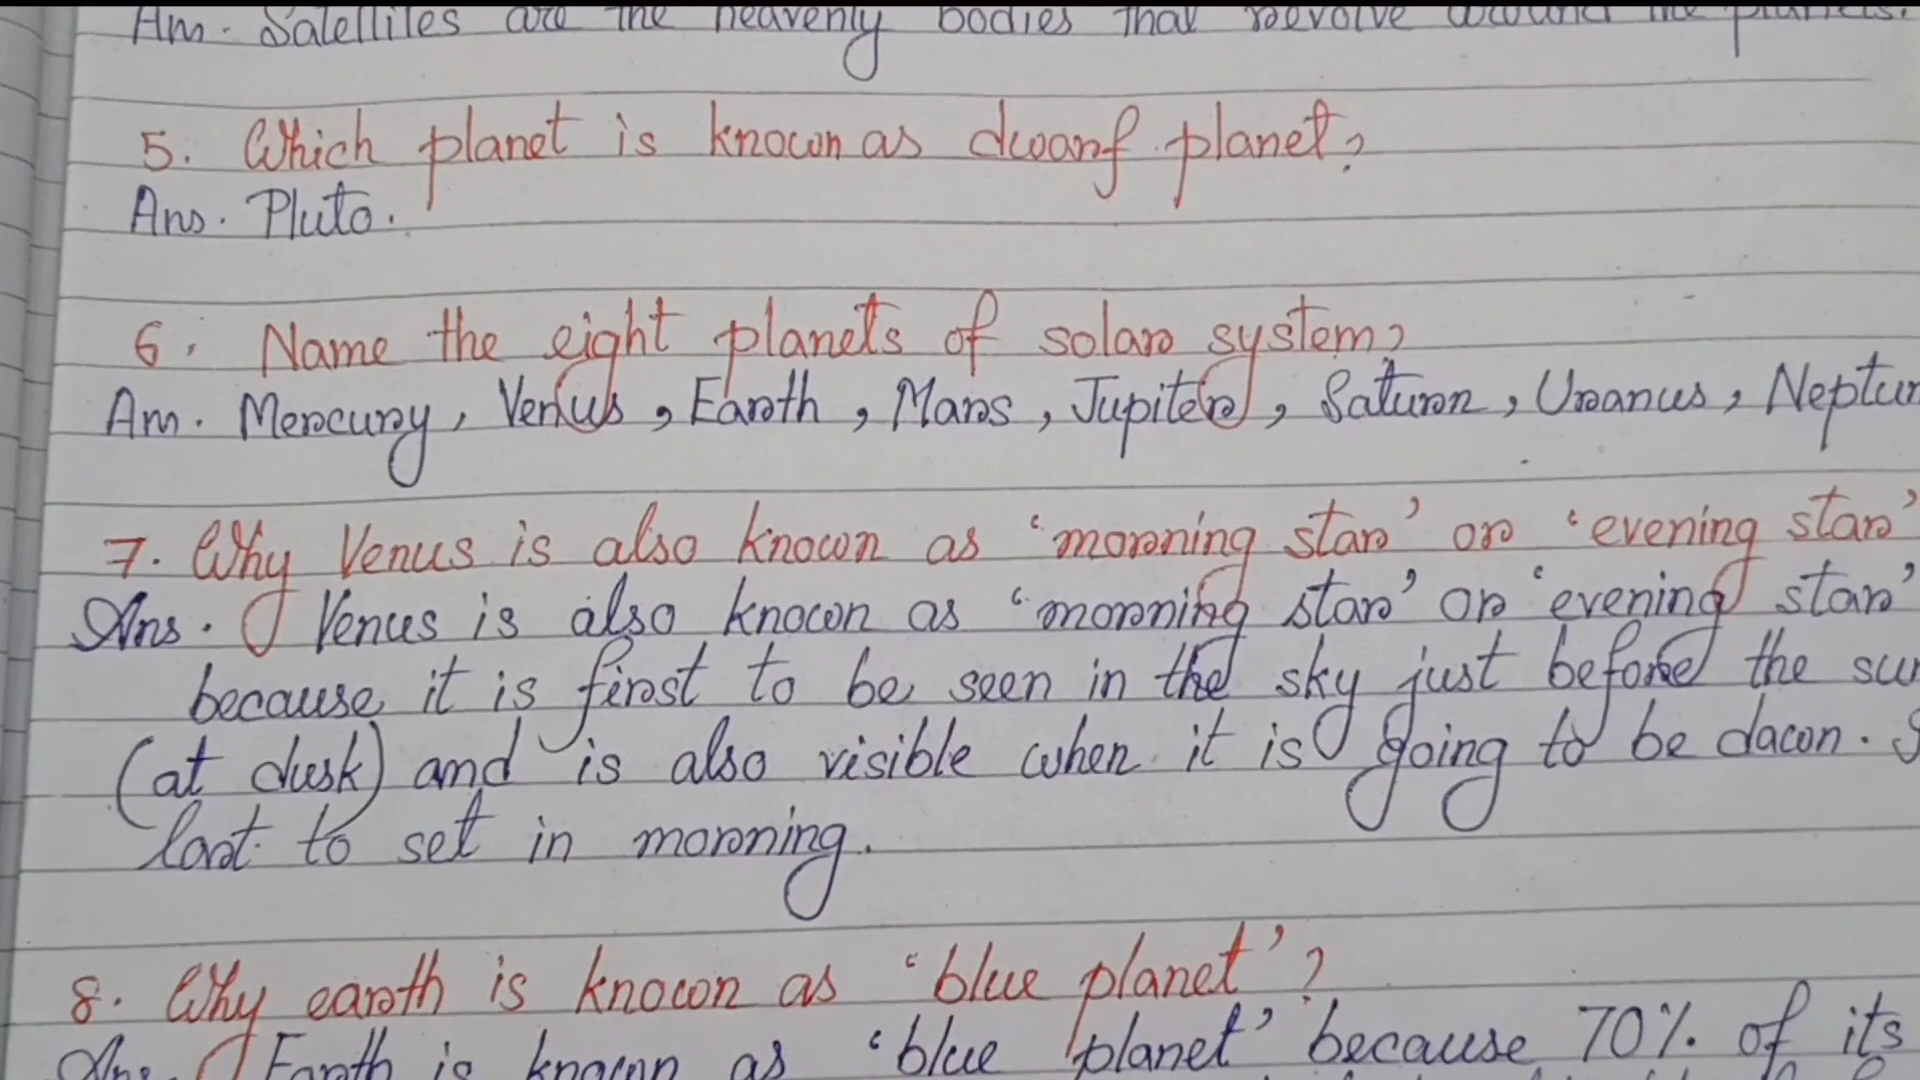 Ans. Satellites are the heavenly bodies that revolve around the planets.
5. Which planet is known as dwarf planet?
Ans. Pluto.
6. Name the eight planets of solar system?
Ans. Mercury, Venus, Earth, Mars, Jupiter, Saturn, Uranus, Neptun
7. Why Venus is also known as 'morning star' or 'evening star'
Ans. Venus is also known as 'morning star' or 'evening star'
because it is first to be seen in the sky just before the sun
(at dusk) and is also visible when it is going to be dawn.
last to set in morning.
8. Why earth is known as 'blue planet'?
Ans. Earth is known as 'blue planet' because 70% of its